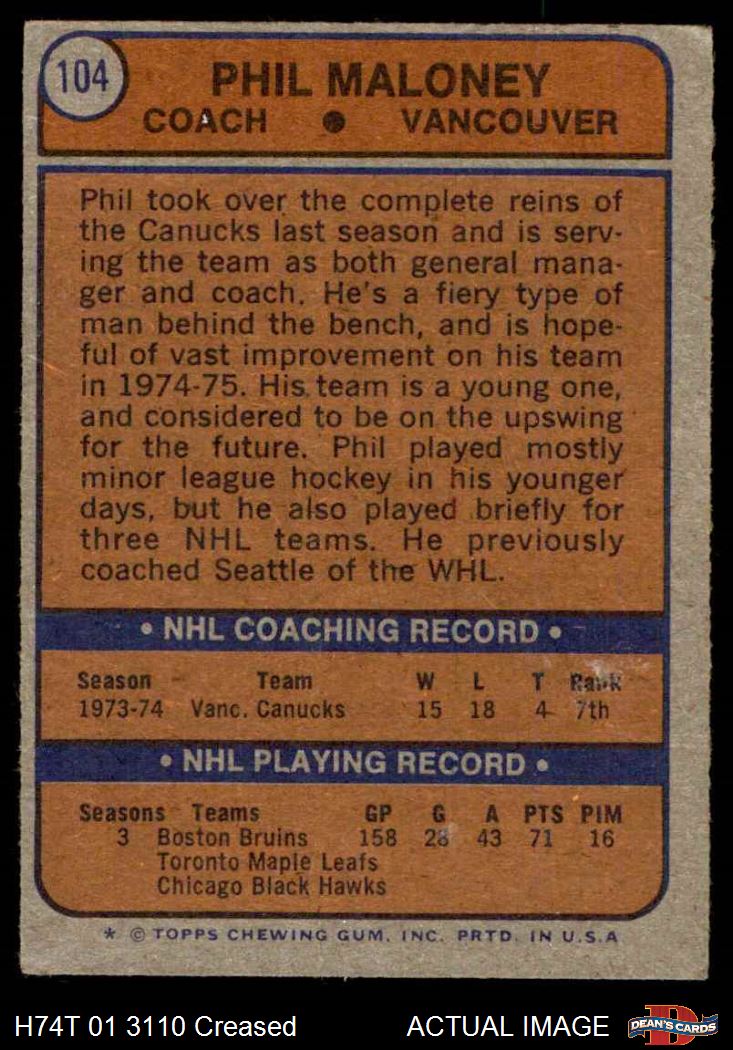 104
PHIL MALONEY
COACH ● VANCOUVER
Phil took over the complete reins of
the Canucks last season and is serv-
ing the team as both general mana-
ger and coach. He's a fiery type of
man behind the bench, and is hope-
ful of vast improvement on his team
in 1974-75. His team is a young one,
and considered to be on the upswing
for the future. Phil played mostly
minor league hockey in his younger
days, but he also played briefly for
three NHL teams. He previously
coached Seattle of the WHL.
• NHL COACHING RECORD •
Season Team W L T Rank
1973-74 Vanc. Canucks 15 18 4 7th
• NHL PLAYING RECORD •
Seasons Teams GP G A PTS PIM
3 Boston Bruins 158 28 43 71 16
Toronto Maple Leafs
Chicago Black Hawks
* © TOPPS CHEWING GUM, INC. PRTD. IN U.S.A
H74T 01 3110 Creased ACTUAL IMAGE
D
DEAN'S CARDS